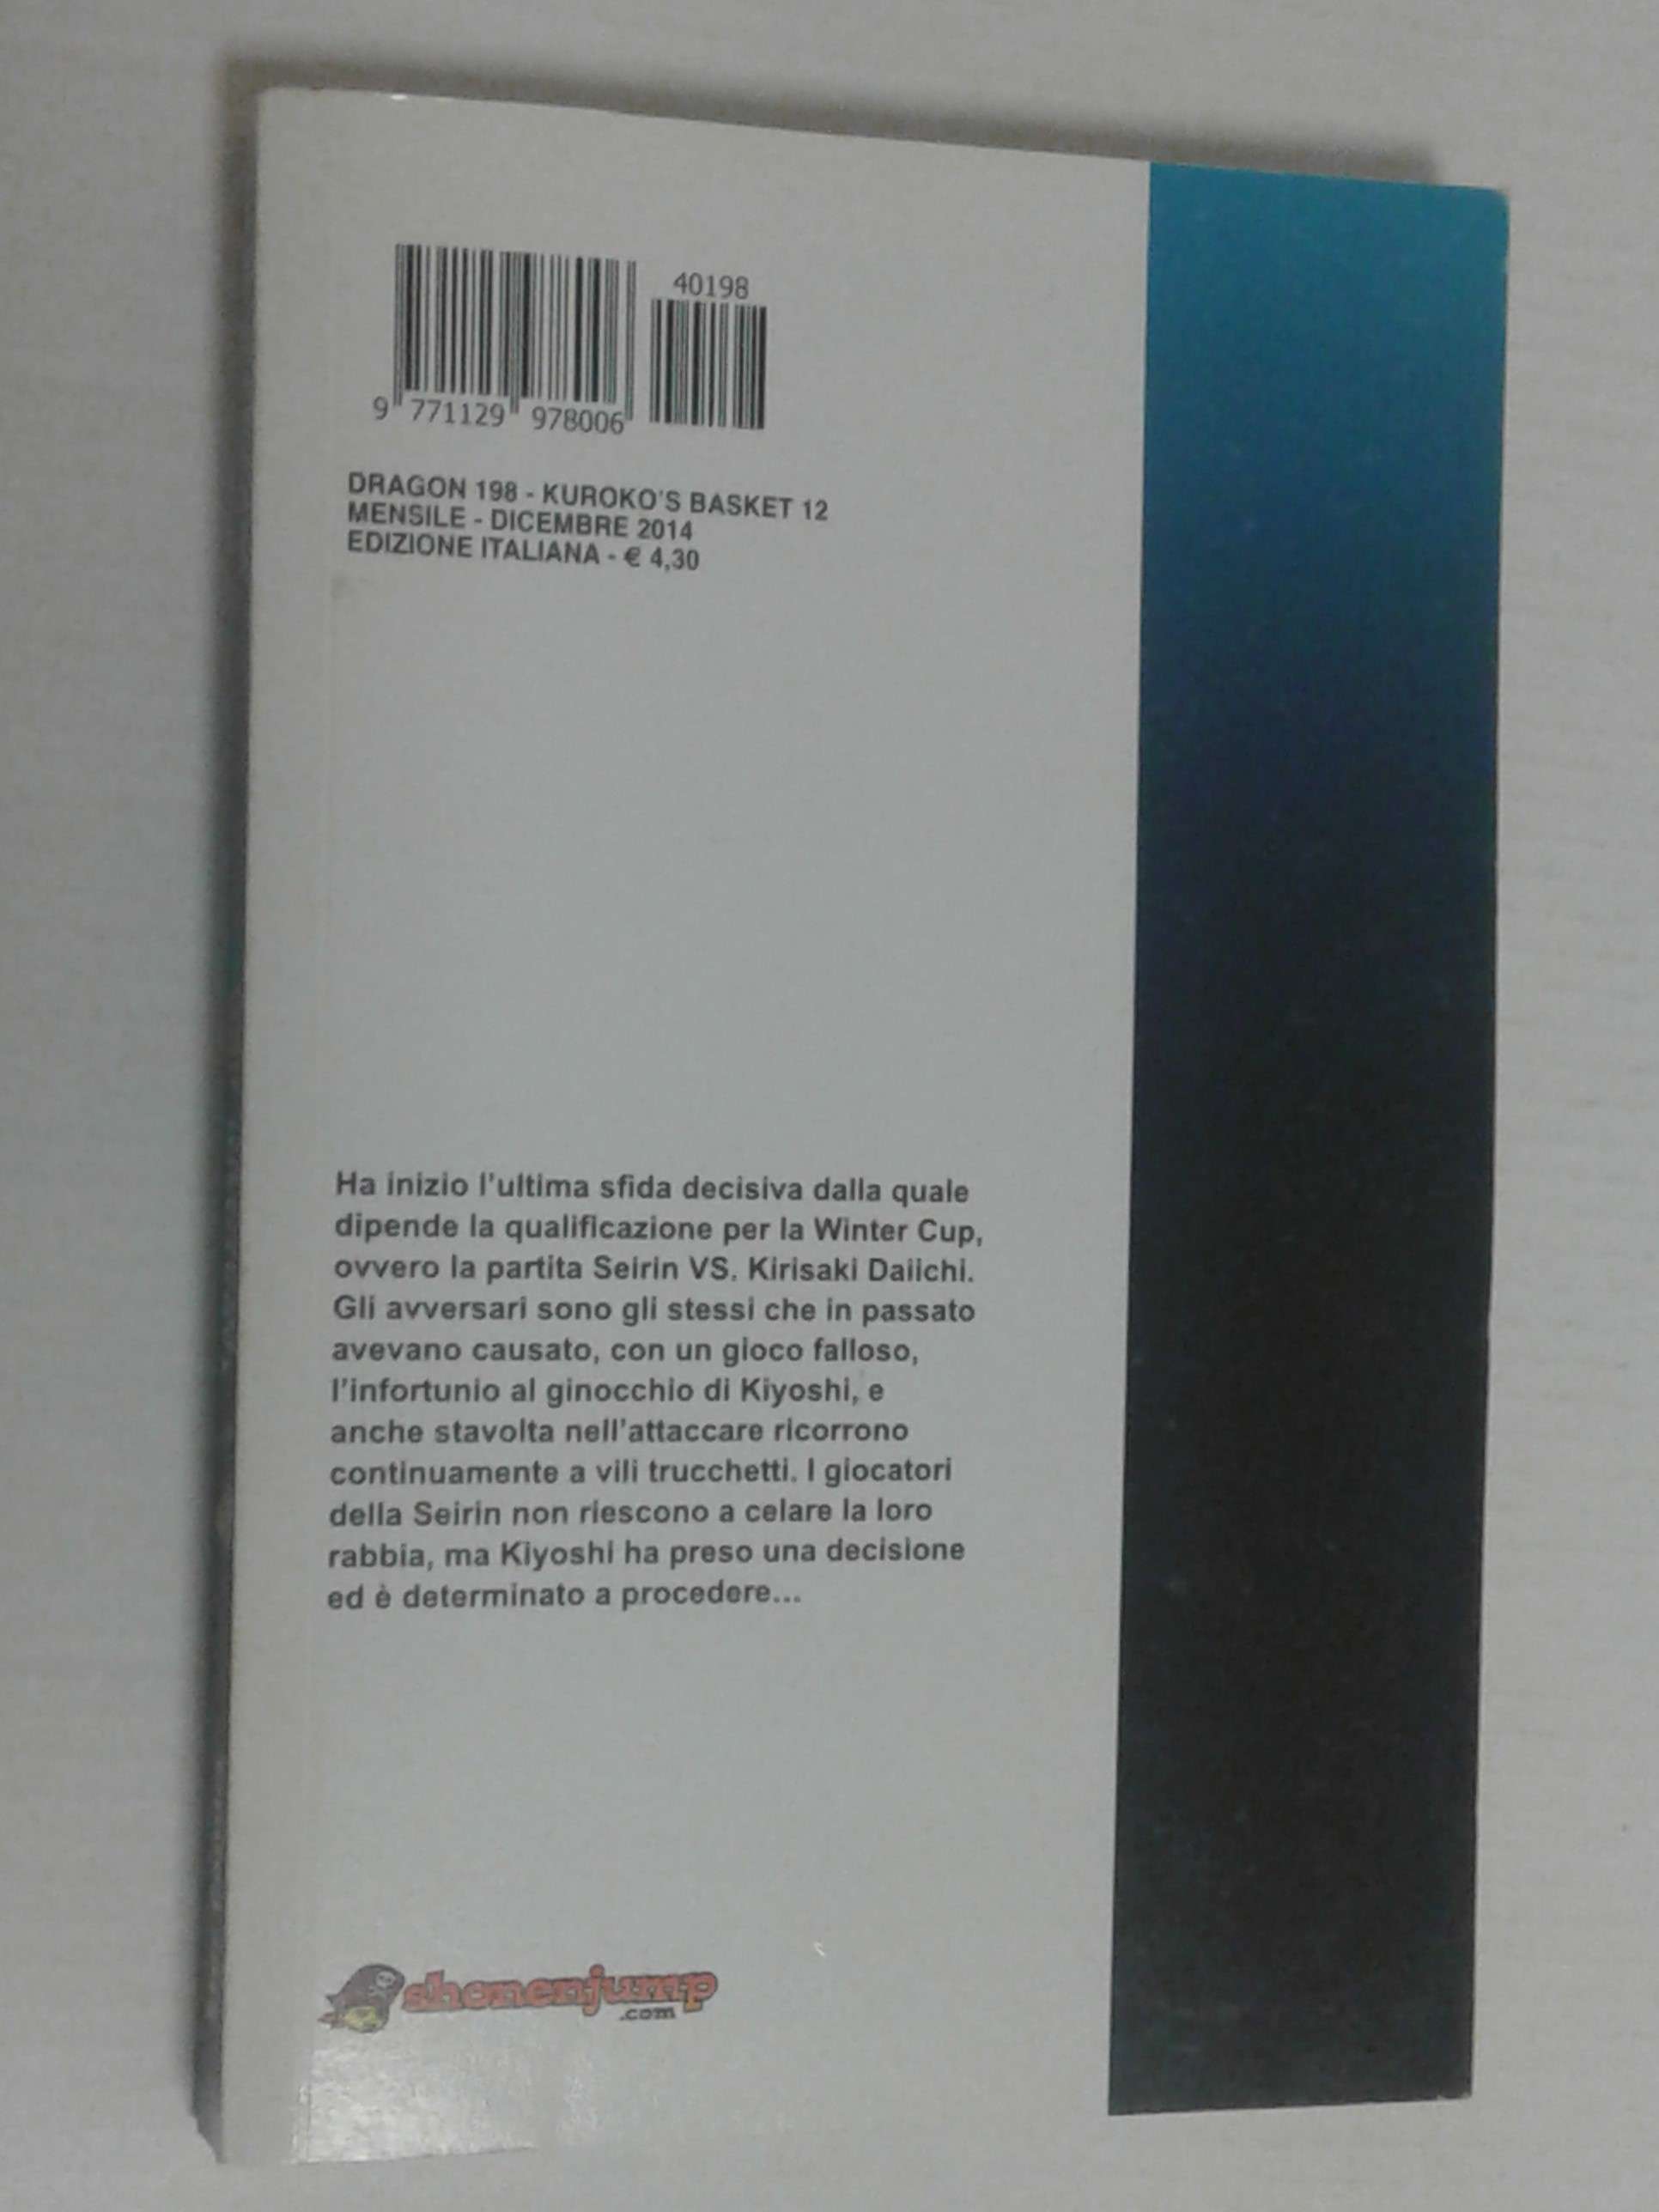 40198
9 771129 978006
DRAGON 198 - KUROKO'S BASKET 12
MENSILE - DICEMBRE 2014
EDIZIONE ITALIANA - € 4,30
Ha inizio l'ultima sfida decisiva dalla quale
dipende la qualificazione per la Winter Cup,
ovvero la partita Seirin VS. Kirisaki Daiichi.
Gli avversari sono gli stessi che in passato
avevano causato, con un gioco falloso,
l'infortunio al ginocchio di Kiyoshi, e
anche stavolta nell'attaccare ricorrono
continuamente a vili trucchetti. I giocatori
della Seirin non riescono a celare la loro
rabbia, ma Kiyoshi ha preso una decisione
ed è determinato a procedere...
shonenjump
.com